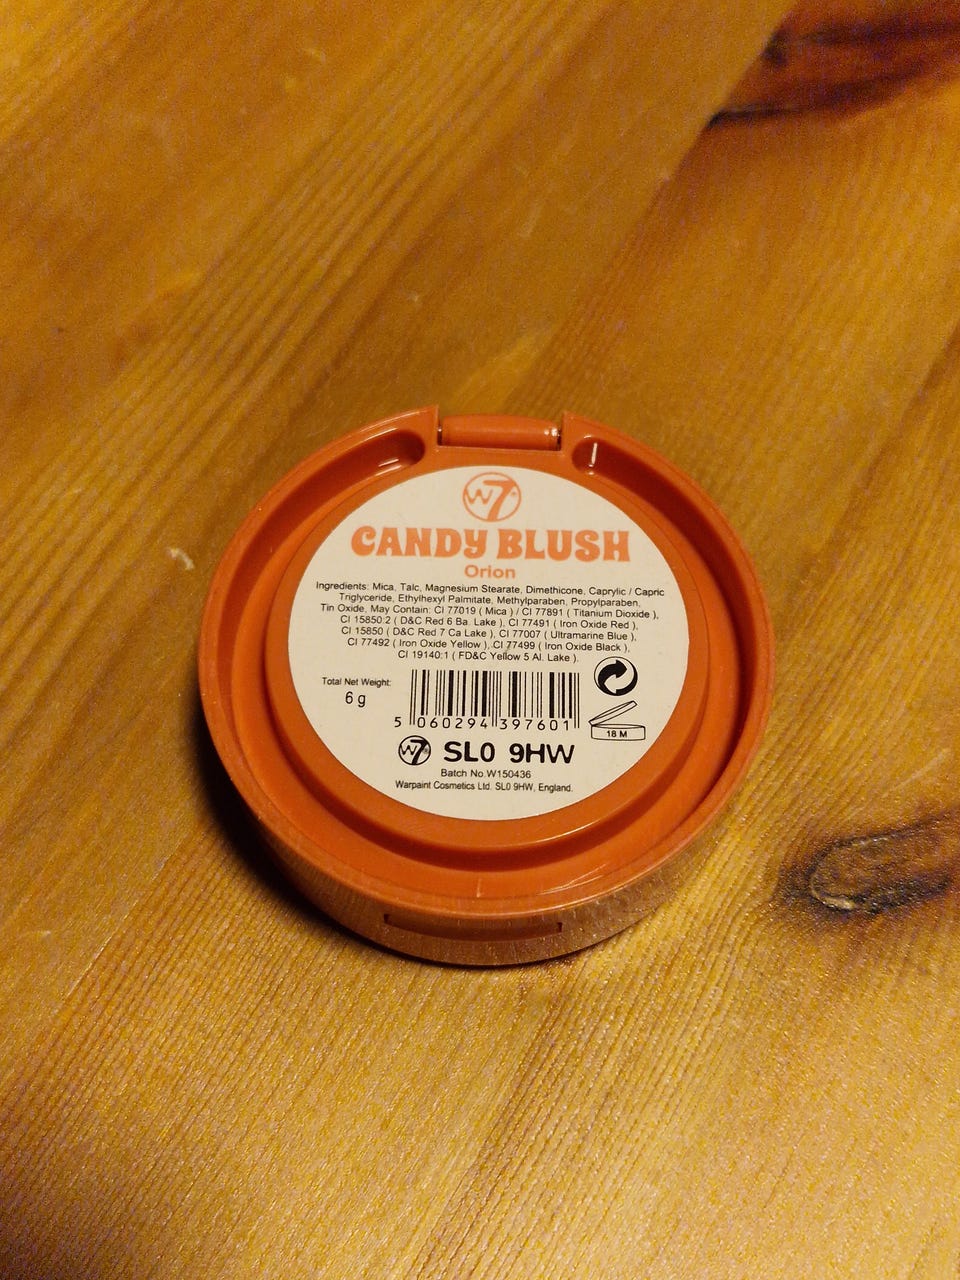 W7
CANDY BLUSH
Orion
Ingredients: Mica, Talc, Magnesium Stearate, Dimethicone, Caprylic / Capric
Triglyceride, Ethylhexyl Palmitate, Methylparaben, Propylparaben,
Tin Oxide, May Contain: CI 77019 ( Mica ) / CI 77891 ( Titanium Dioxide ),
CI 15850:2 ( D&C Red 6 Ba. Lake ), CI 77491 ( Iron Oxide Red ),
CI 15850 ( D&C Red 7 Ca Lake ), CI 77007 ( Ultramarine Blue ),
CI 77492 ( Iron Oxide Yellow ), CI 77499 ( Iron Oxide Black ),
CI 19140:1 ( FD&C Yellow 5 Al. Lake ).
Total Net Weight:
6 g
5 060294 397601
18 M
W7 SL0 9HW
Batch No.W150436
Warpaint Cosmetics Ltd. SL0 9HW, England.